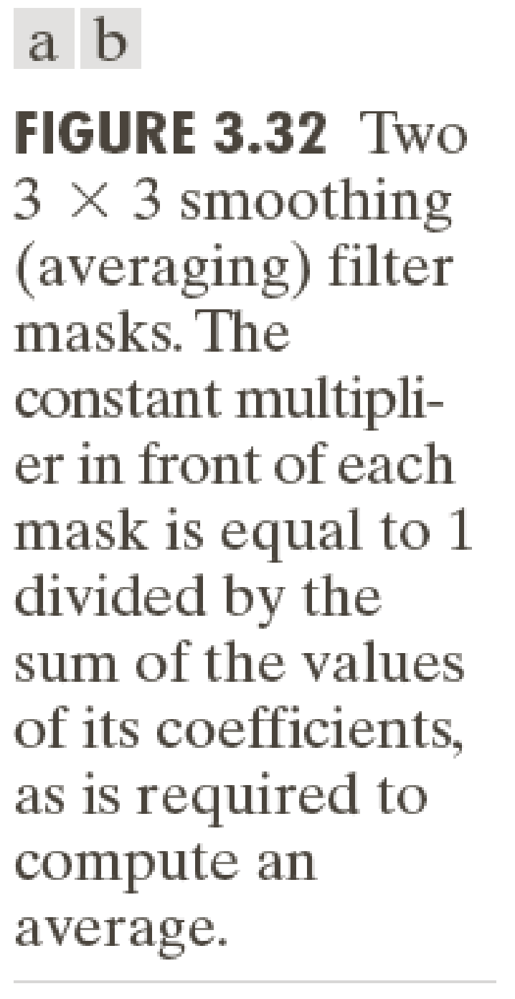 a b
FIGURE 3.32 Two
3 × 3 smoothing
(averaging) filter
masks. The
constant multipli-
er in front of each
mask is equal to 1
divided by the
sum of the values
of its coefficients,
as is required to
compute an
average.